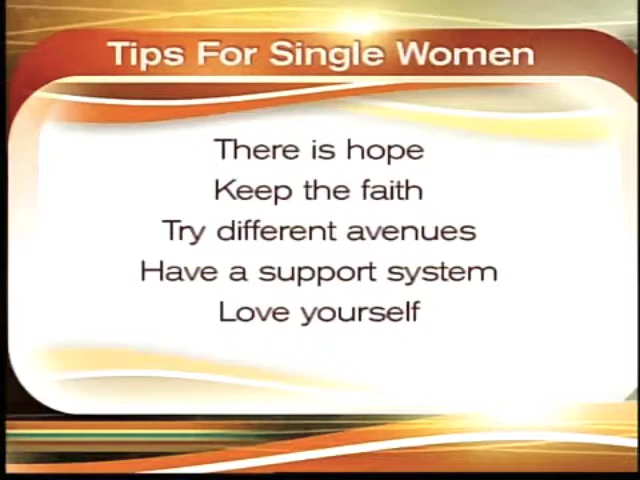 Tips For Single Women
There is hope
Keep the faith
Try different avenues
Have a support system
Love yourself